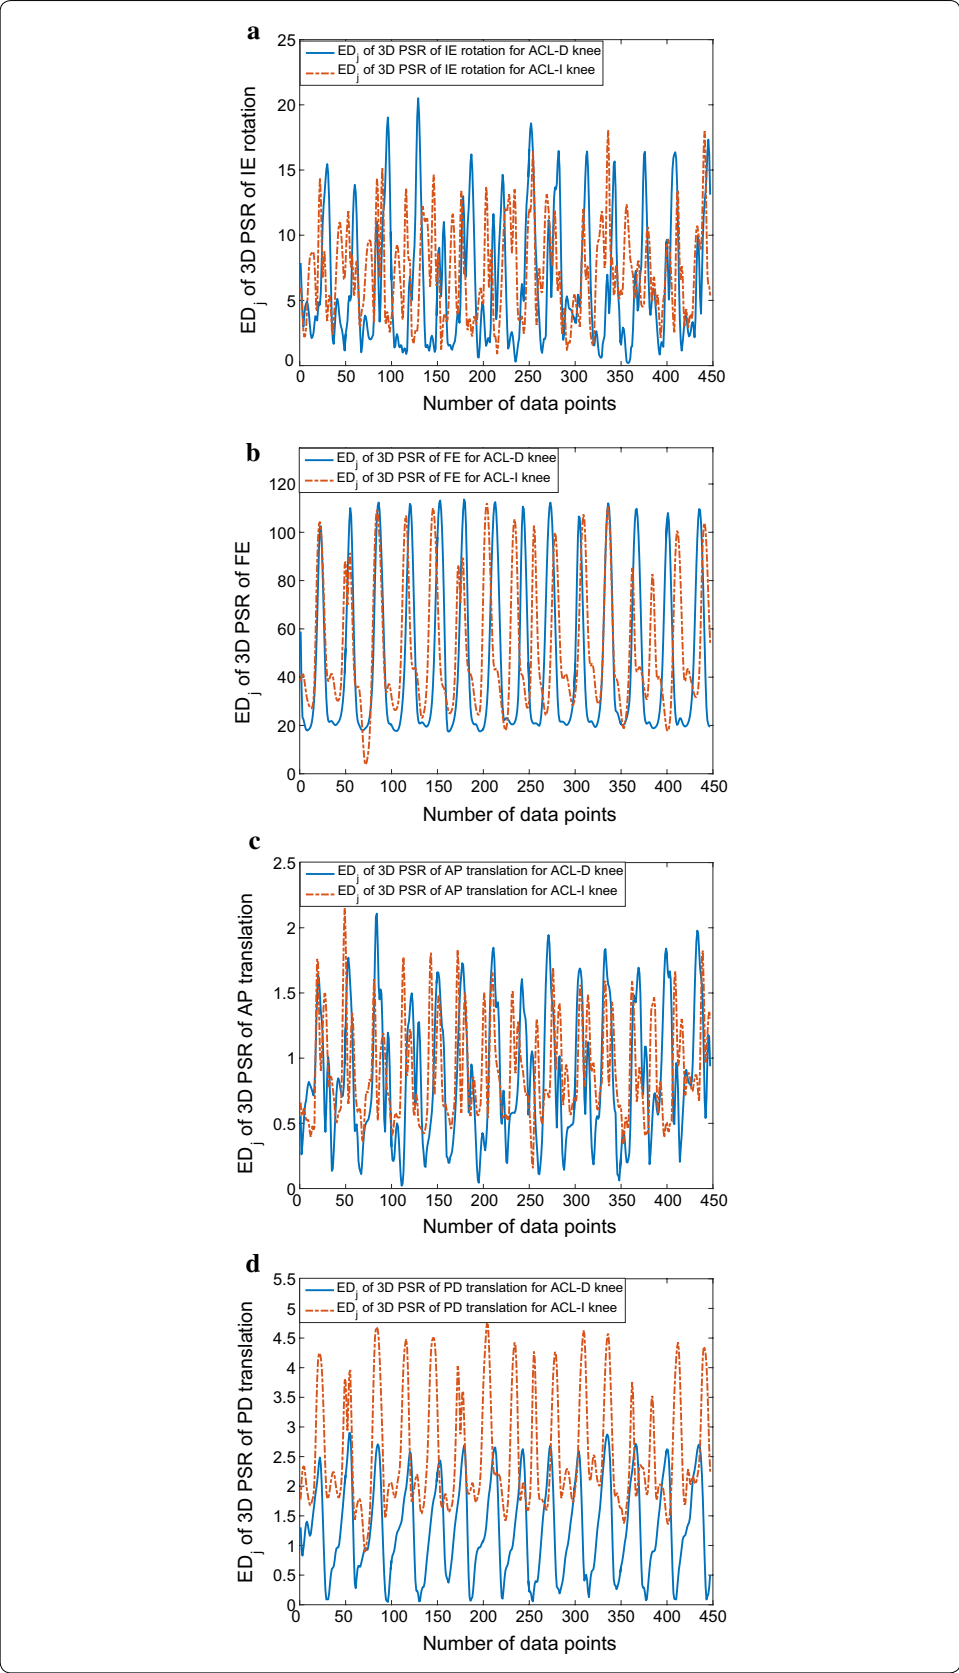 a
25
20
15
10
5
0
ED_j of 3D PSR of IE rotation
ED_j of 3D PSR of IE rotation for ACL-D knee
ED_j of 3D PSR of IE rotation for ACL-I knee
0 50 100 150 200 250 300 350 400 450
Number of data points
b
120
100
80
60
40
20
0
ED_j of 3D PSR of FE
ED_j of 3D PSR of FE for ACL-D knee
ED_j of 3D PSR of FE for ACL-I knee
0 50 100 150 200 250 300 350 400 450
Number of data points
c
2.5
2
1.5
1
0.5
0
ED_j of 3D PSR of AP translation
ED_j of 3D PSR of AP translation for ACL-D knee
ED_j of 3D PSR of AP translation for ACL-I knee
0 50 100 150 200 250 300 350 400 450
Number of data points
d
5.5
5
4.5
4
3.5
3
2.5
2
1.5
1
0.5
0
ED_j of 3D PSR of PD translation
ED_j of 3D PSR of PD translation for ACL-D knee
ED_j of 3D PSR of PD translation for ACL-I knee
0 50 100 150 200 250 300 350 400 450
Number of data points